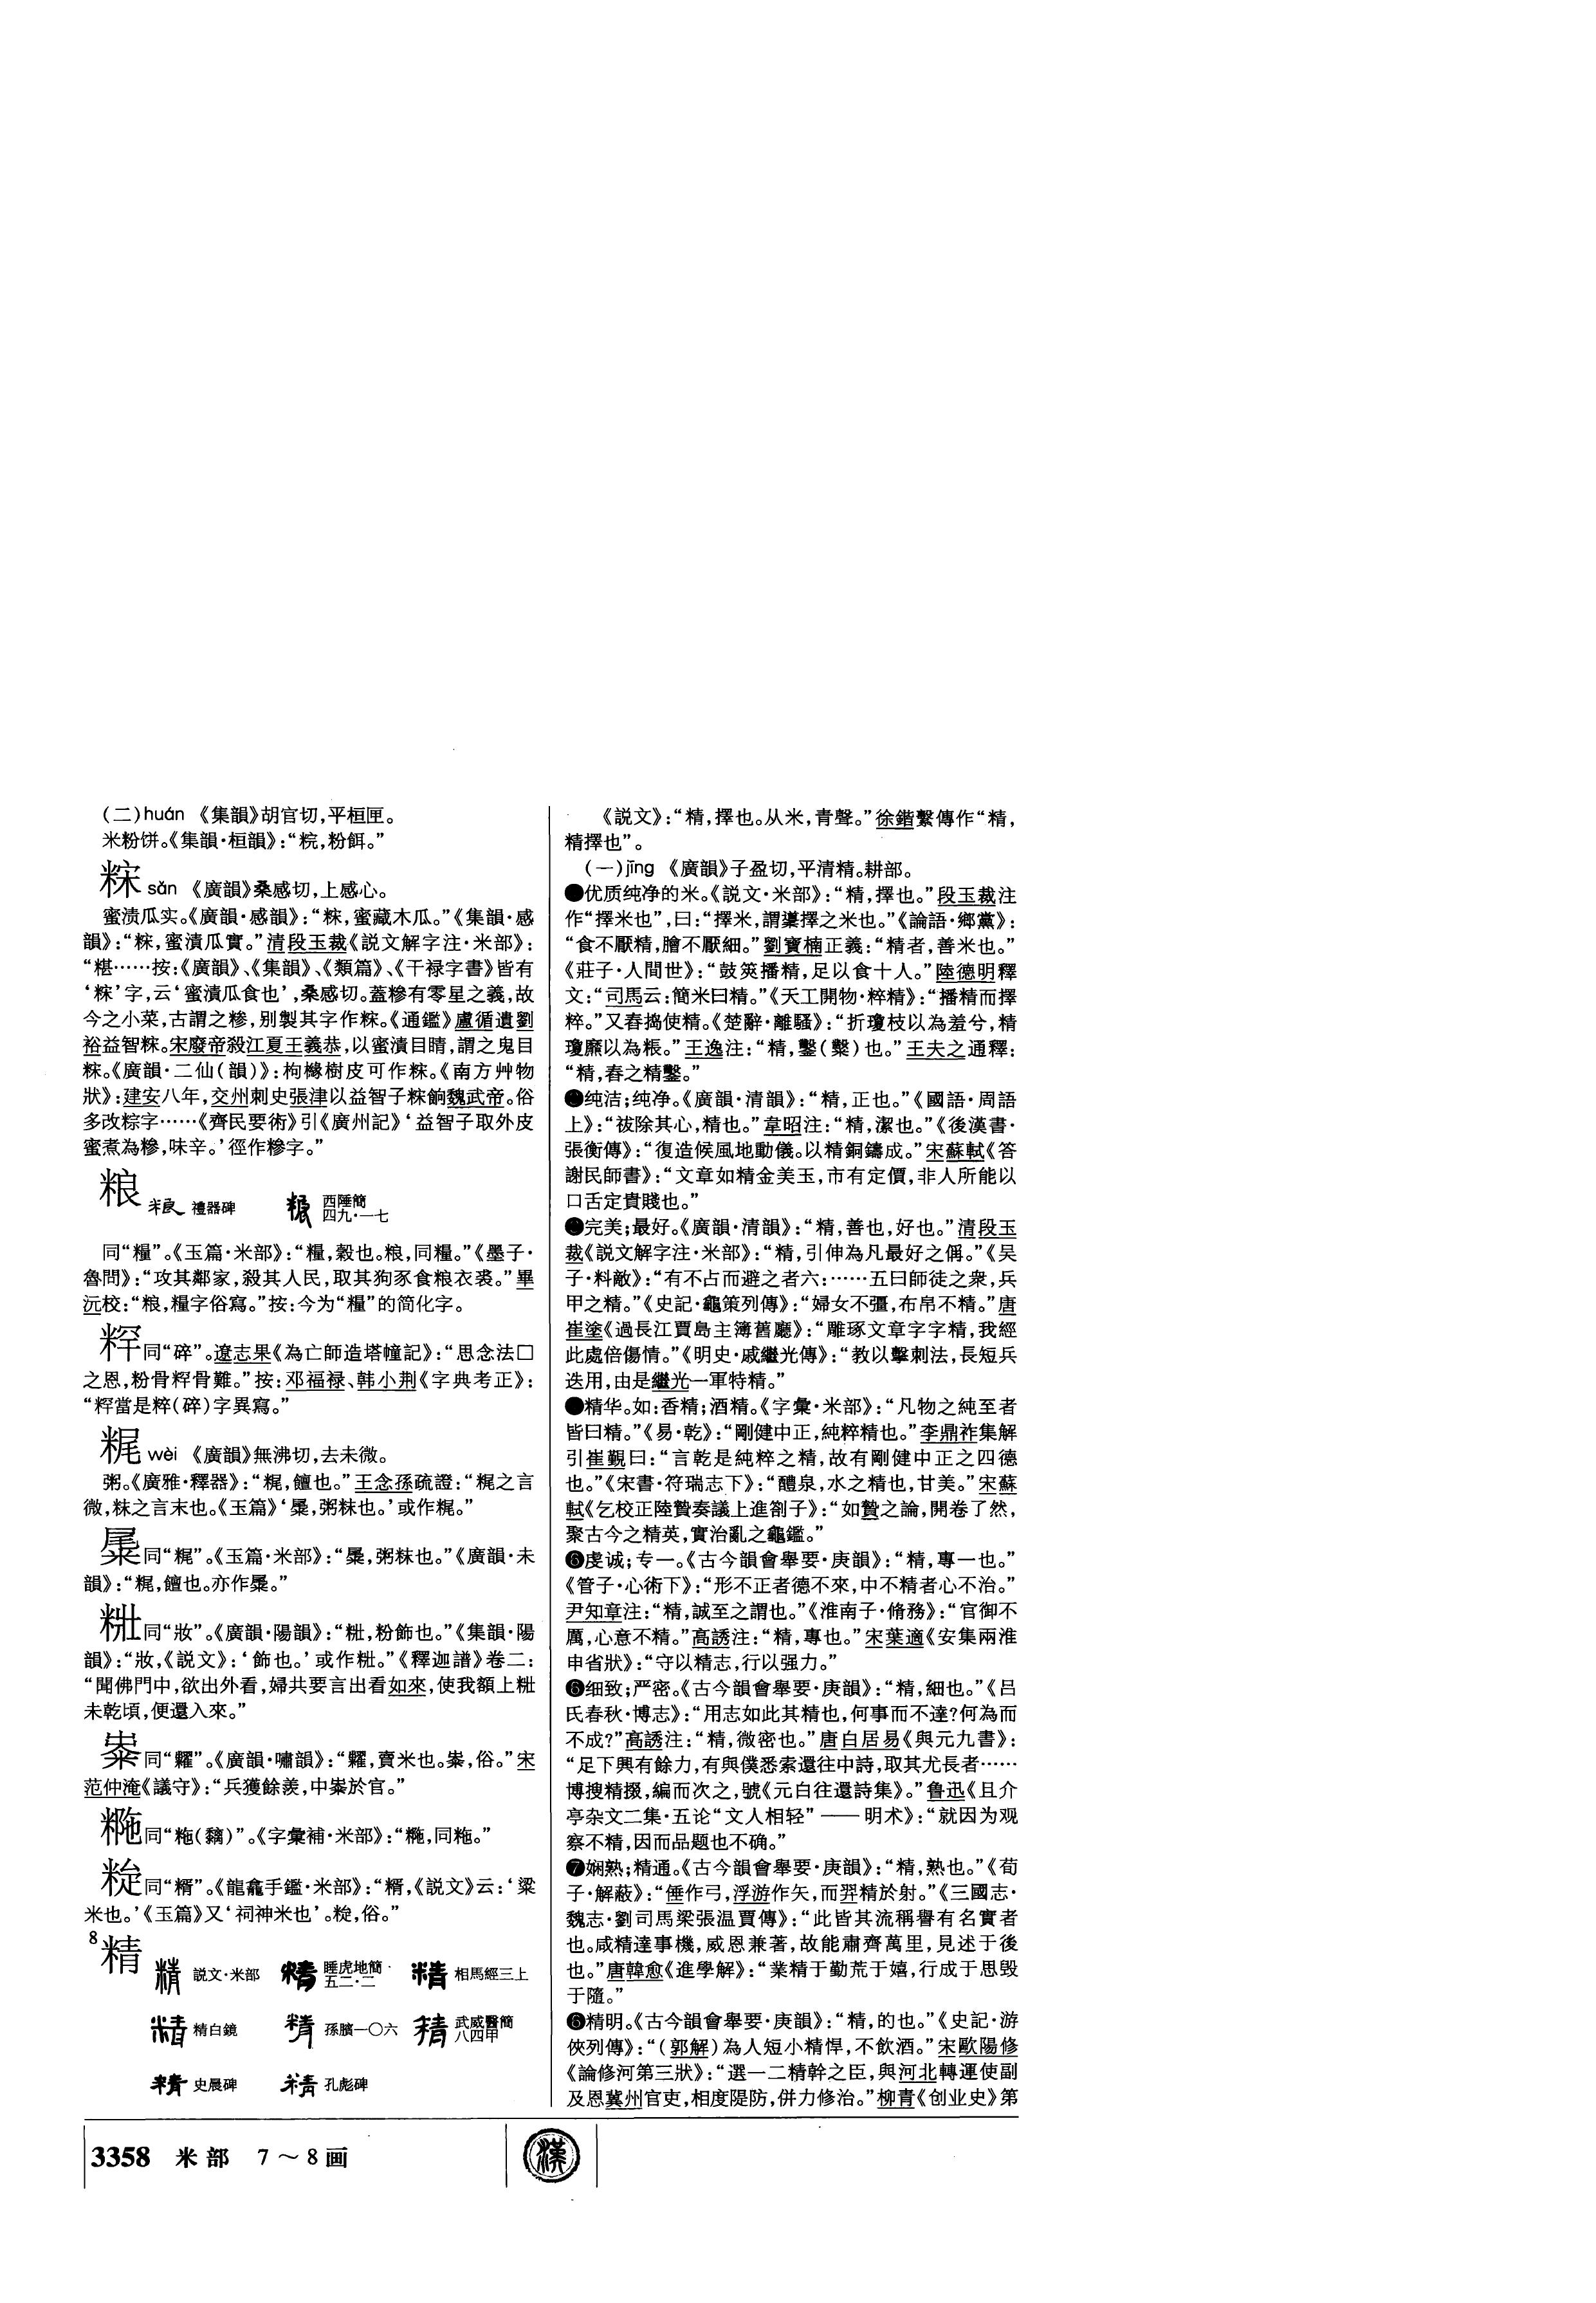 (二)huán 《集韻》胡官切,平桓匣。
米粉饼。《集韻·桓韻》:“粯,粉餌。”
𥹷 sǎn 《廣韻》桑感切,上感心。
蜜渍瓜实。《廣韻·感韻》:“𥹷,蜜藏木瓜。”《集韻·感
韻》:“𥹷,蜜漬瓜實。”清段玉裁《説文解字注·米部》:
“糂……按:《廣韻》、《集韻》、《類篇》、《干禄字書》皆有
‘𥹷’字,云‘蜜漬瓜食也’,桑感切。蓋糝有零星之義,故
今之小菜,古謂之糁,别製其字作𥹷。《通鑑》盧循遺劉
裕益智𥹷。宋廢帝殺江夏王義恭,以蜜漬目睛,謂之鬼目
𥹷。《廣韻·二仙(韻)》:枸櫞樹皮可作𥹷。《南方艸物
狀》:建安八年,交州刺史張津以益智子𥹷餉魏武帝。俗
多改粽字……《齊民要術》引《廣州記》‘益智子取外皮
蜜煮為糝,味辛。’徑作糝字。”
粮 粮 禮器碑 粮 西陲簡四九·一七
同“糧”。《玉篇·米部》:“糧,穀也。粮,同糧。”《墨子·
魯問》:“攻其鄰家,殺其人民,取其狗豕食粮衣裘。”畢
沅校:“粮,糧字俗寫。”按:今为“糧”的简化字。
同“碎”。遼志果《為亡師造塔幢記》:“思念法□
之恩,粉骨骨難。”按:邓福禄、韩小荆《字典考正》:
“當是粹(碎)字異寫。”
䊊 wèi 《廣韻》無沸切,去未微。
粥。《廣雅·釋器》:“,饘也。”王念孫疏證:“之言
微,䊳之言末也。《玉篇》‘,粥䊳也。’或作。”
同“”。《玉篇·米部》:“,粥䊳也。”《廣韻·未
韻》:“,饘也。亦作。”
粧同“妝”。《廣韻·陽韻》:“,粉飾也。”《集韻·陽
韻》:“妝,《説文》:‘飾也。’或作。”《釋迦譜》卷二:
“聞佛門中,欲出外看,婦共要言出看如來,使我額上
未乾頃,便還入來。”
同“糶”。《廣韻·嘯韻》:“糶,賣米也。,俗。”宋
范仲淹《議守》:“兵獲餘羨,中於官。”
同“(䊨)”。《字彙補·米部》:“,同。”
同“糈”。《龍龕手鑑·米部》:“糈,《説文》云:‘粱
米也。’《玉篇》又‘祠神米也’。,俗。”
8
精 精 説文·米部 精 睡虎地簡五二·二 精 相馬經三上
精 精白鏡 精 孫臏一〇六 精 武威醫簡八四甲
精 史晨碑 精 孔彪碑
《説文》:“精,擇也。从米,青聲。”徐鍇繫傳作“精,
精擇也”。
(一)jīng 《廣韻》子盈切,平清精。耕部。
●优质纯净的米。《説文·米部》:“精,擇也。”段玉裁注
作“擇米也”,曰:“擇米,謂䉛擇之米也。”《論語·鄉黨》:
“食不厭精,膾不厭細。”劉寶楠正義:“精者,善米也。”
《莊子·人間世》:“鼓筴播精,足以食十人。”陸德明釋
文:“司馬云:簡米曰精。”《天工開物·粹精》:“播精而擇
粹。”又舂捣使精。《楚辭·離騷》:“折瓊枝以為羞兮,精
瓊爢以為粻。”王逸注:“精,鑿(糳)也。”王夫之通釋:
“精,舂之精鑿。”
●纯洁;纯净。《廣韻·清韻》:“精,正也。”《國語·周語
上》:“祓除其心,精也。”韋昭注:“精,潔也。”《後漢書·
張衡傳》:“復造候風地動儀。以精銅鑄成。”宋蘇軾《答
謝民師書》:“文章如精金美玉,市有定價,非人所能以
口舌定貴賤也。”
●完美;最好。《廣韻·清韻》:“精,善也,好也。”清段玉
裁《説文解字注·米部》:“精,引伸為凡最好之偁。”《吴
子·料敵》:“有不占而避之者六:……五曰師徒之衆,兵
甲之精。”《史記·龜策列傳》:“婦女不彊,布帛不精。”唐
崔塗《過長江賈島主簿舊廳》:“雕琢文章字字精,我經
此處倍傷情。”《明史·戚繼光傳》:“教以擊刺法,長短兵
迭用,由是繼光一軍特精。”
●精华。如:香精;酒精。《字彙·米部》:“凡物之純至者
皆曰精。”《易·乾》:“剛健中正,純粹精也。”李鼎祚集解
引崔覲曰:“言乾是純粹之精,故有剛健中正之四德
也。”《宋書·符瑞志下》:“醴泉,水之精也,甘美。”宋蘇
軾《乞校正陸贄奏議上進劄子》:“如贄之論,開卷了然,
聚古今之精英,實治亂之龜鑑。”
❺虔诚;专一。《古今韻會舉要·庚韻》:“精,專一也。”
《管子·心術下》:“形不正者德不來,中不精者心不治。”
尹知章注:“精,誠至之謂也。”《淮南子·脩務》:“官御不
厲,心意不精。”高誘注:“精,專也。”宋葉適《安集兩淮
申省狀》:“守以精志,行以强力。”
❻细致;严密。《古今韻會舉要·庚韻》:“精,細也。”《吕
氏春秋·博志》:“用志如此其精也,何事而不達?何為而
不成?”高誘注:“精,微密也。”唐白居易《與元九書》:
“足下興有餘力,有與僕悉索還往中詩,取其尤長者……
博搜精掇,編而次之,號《元白往還詩集》。”鲁迅《且介
亭杂文二集·五论“文人相轻”——明术》:“就因为观
察不精,因而品题也不确。”
❼娴熟;精通。《古今韻會舉要·庚韻》:“精,熟也。”《荀
子·解蔽》:“倕作弓,浮游作矢,而羿精於射。”《三國志·
魏志·劉司馬梁張温賈傳》:“此皆其流稱譽有名實者
也。咸精達事機,威恩兼著,故能肅齊萬里,見述于後
也。”唐韓愈《進學解》:“業精于勤荒于嬉,行成于思毁
于隨。”
❽精明。《古今韻會舉要·庚韻》:“精,的也。”《史記·游
俠列傳》:“(郭解)為人短小精悍,不飲酒。”宋歐陽修
《論修河第三狀》:“選一二精幹之臣,與河北轉運使副
及恩冀州官吏,相度隄防,併力修治。”柳青《创业史》第
3358 米部 7～8画
漢